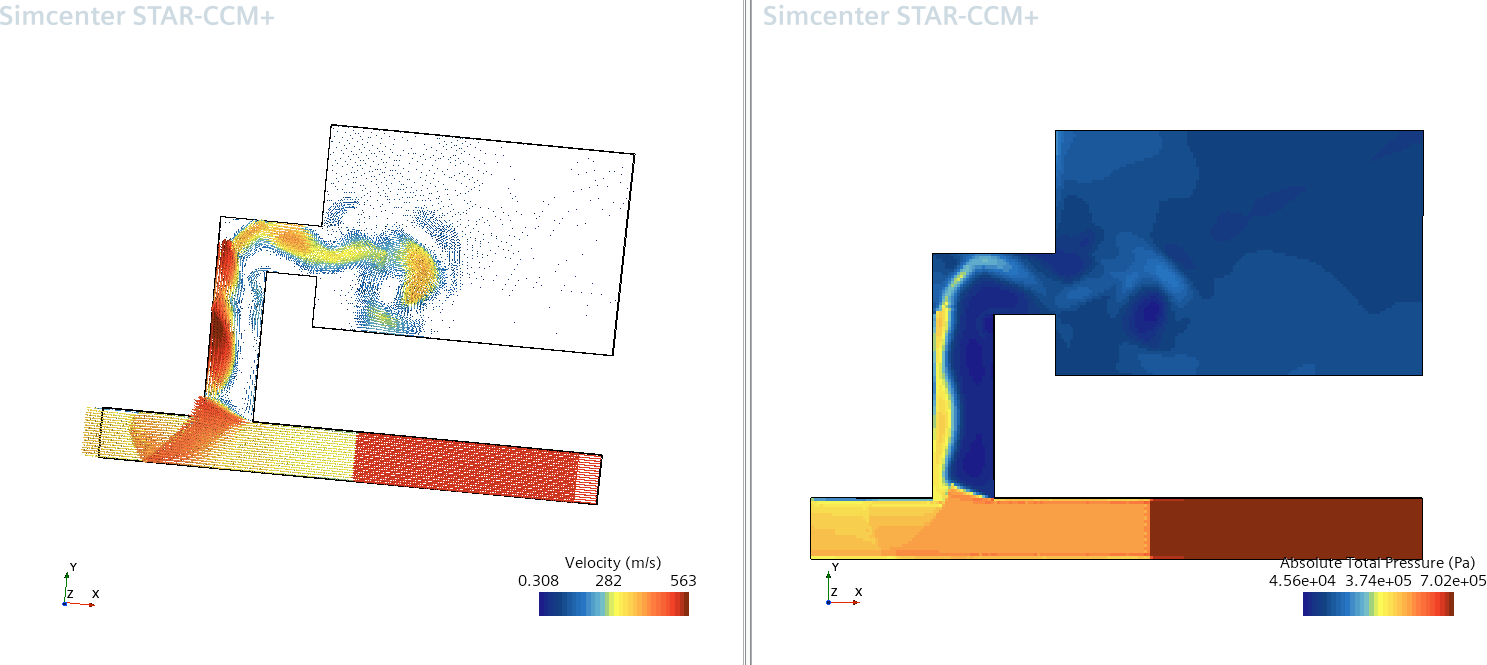 Simcenter STAR-CCM+
Velocity (m/s)
0.308 282 563
Y
Z X
Simcenter STAR-CCM+
Absolute Total Pressure (Pa)
4.56e+04 3.74e+05 7.02e+05
Y
Z X